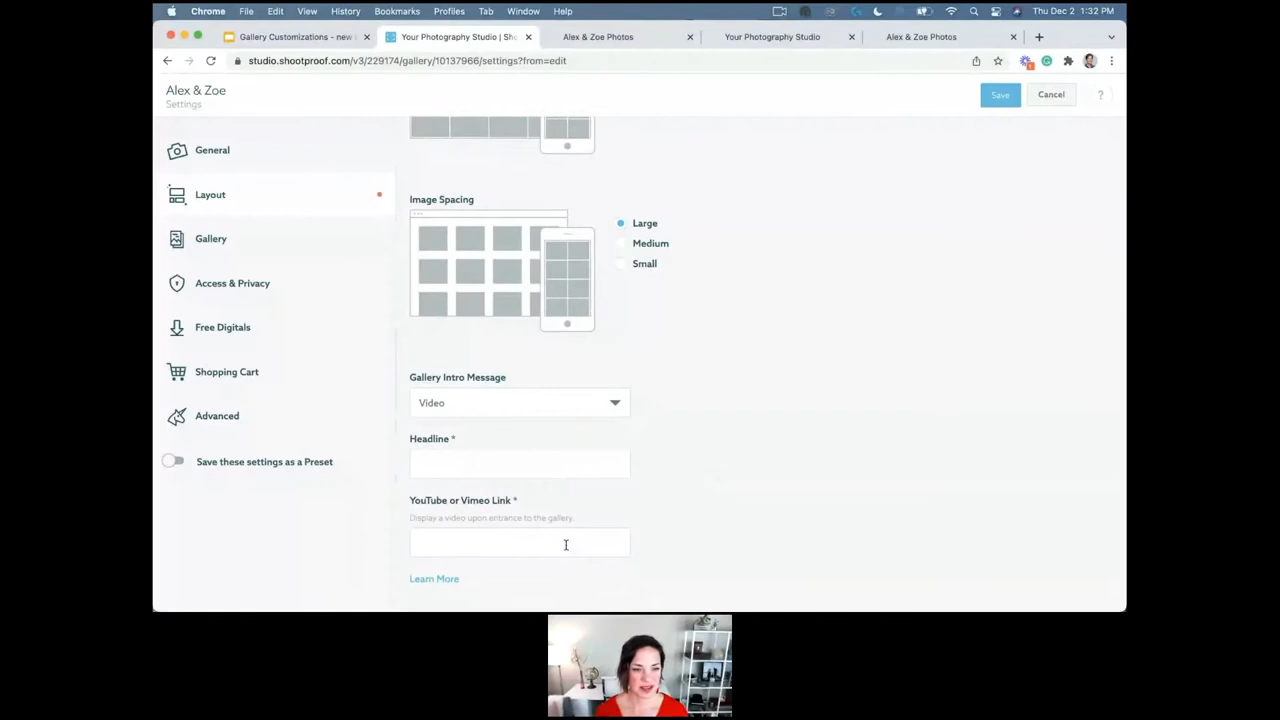 Chrome File Edit View History Bookmarks Profiles Tab Window Help Thu Dec 2 1:32 PM
Gallery Customizations - new Your Photography Studio | Sho Alex & Zoe Photos Your Photography Studio Alex & Zoe Photos
studio.shootproof.com/v3/229174/gallery/10137966/settings?from=edit
Alex & Zoe
Settings
Save
Cancel
?
General
Layout
Gallery
Access & Privacy
Free Digitals
Shopping Cart
Advanced
Save these settings as a Preset
Image Spacing
Large
Medium
Small
Gallery Intro Message
Video
Headline *
YouTube or Vimeo Link *
Display a video upon entrance to the gallery.
Learn More